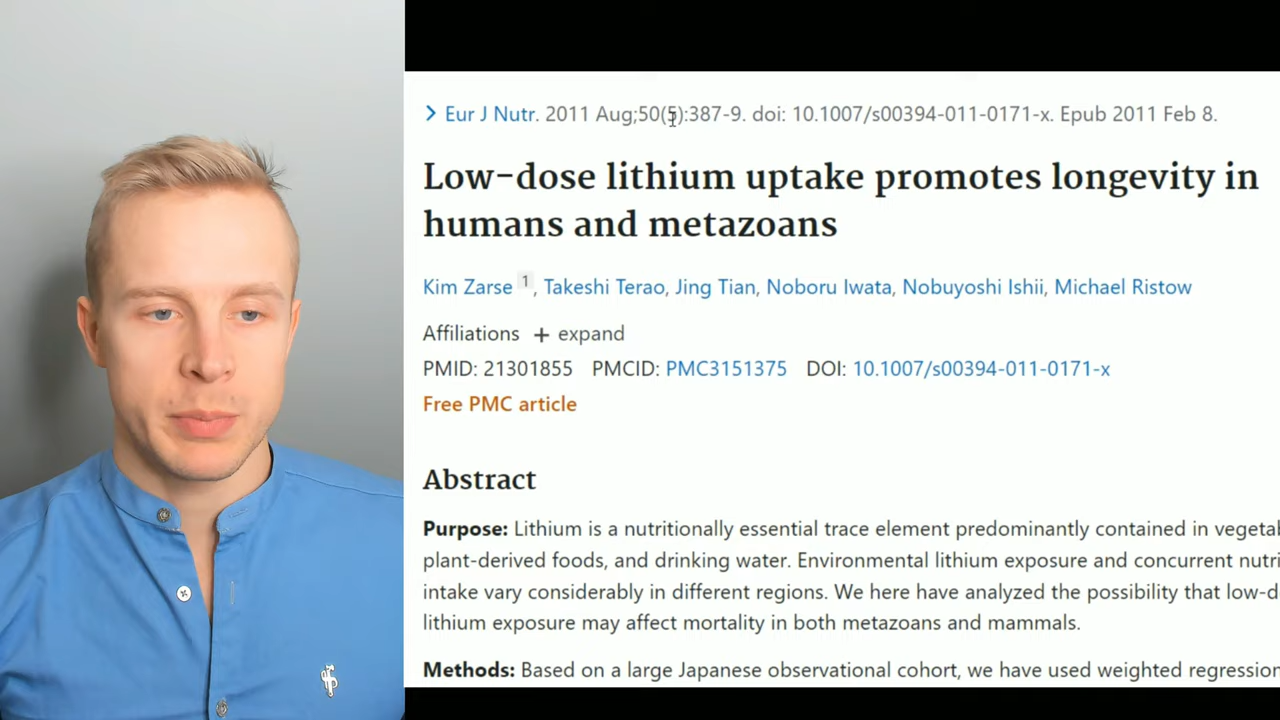 Eur J Nutr. 2011 Aug;50(5):387-9. doi: 10.1007/s00394-011-0171-x. Epub 2011 Feb 8.
Low-dose lithium uptake promotes longevity in
humans and metazoans
Kim Zarse 1, Takeshi Terao, Jing Tian, Noboru Iwata, Nobuyoshi Ishii, Michael Ristow
Affiliations + expand
PMID: 21301855 PMCID: PMC3151375 DOI: 10.1007/s00394-011-0171-x
Free PMC article
Abstract
Purpose: Lithium is a nutritionally essential trace element predominantly contained in vegetab
plant-derived foods, and drinking water. Environmental lithium exposure and concurrent nutri
intake vary considerably in different regions. We here have analyzed the possibility that low-d
lithium exposure may affect mortality in both metazoans and mammals.
Methods: Based on a large Japanese observational cohort, we have used weighted regression